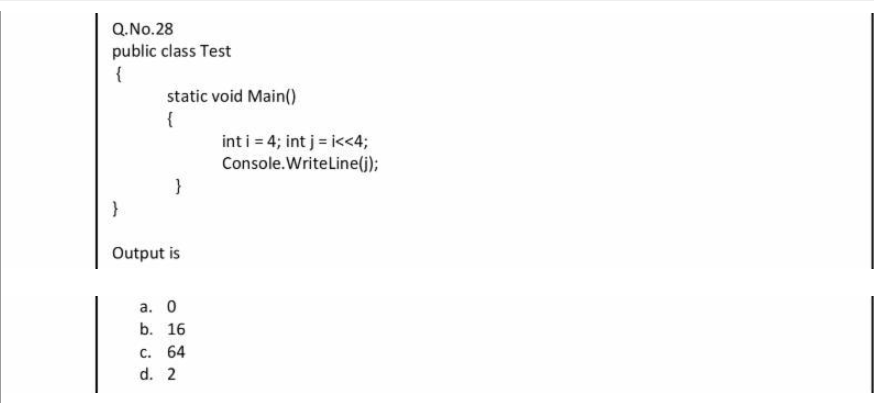 Q.No.28
public class Test
{
static void Main()
{
int i = 4; int j = i<<4;
Console.WriteLine(j);
}
}
Output is
a. 0
b. 16
c. 64
d. 2